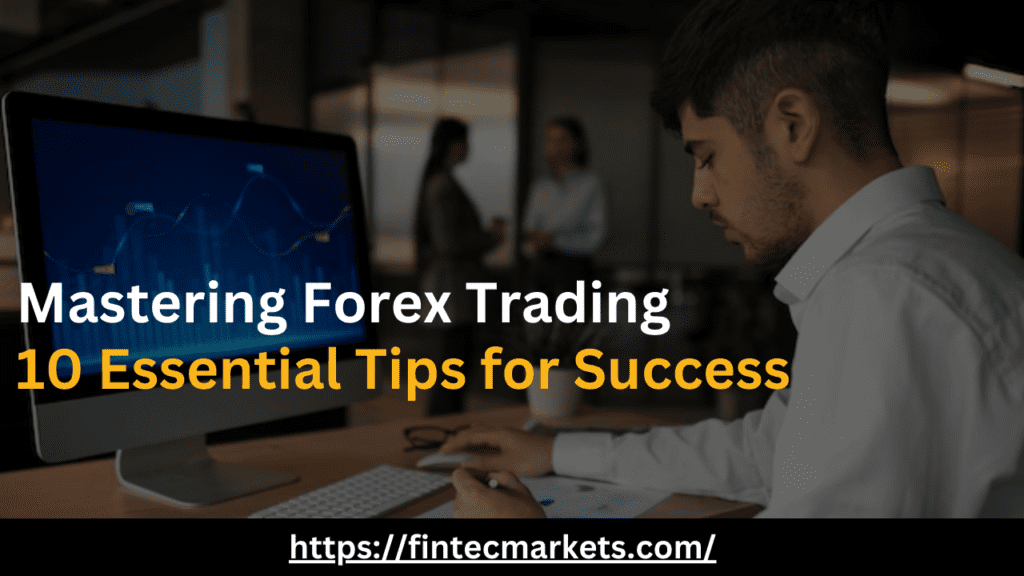 Mastering Forex Trading
10 Essential Tips for Success
https://fintecmarkets.com/